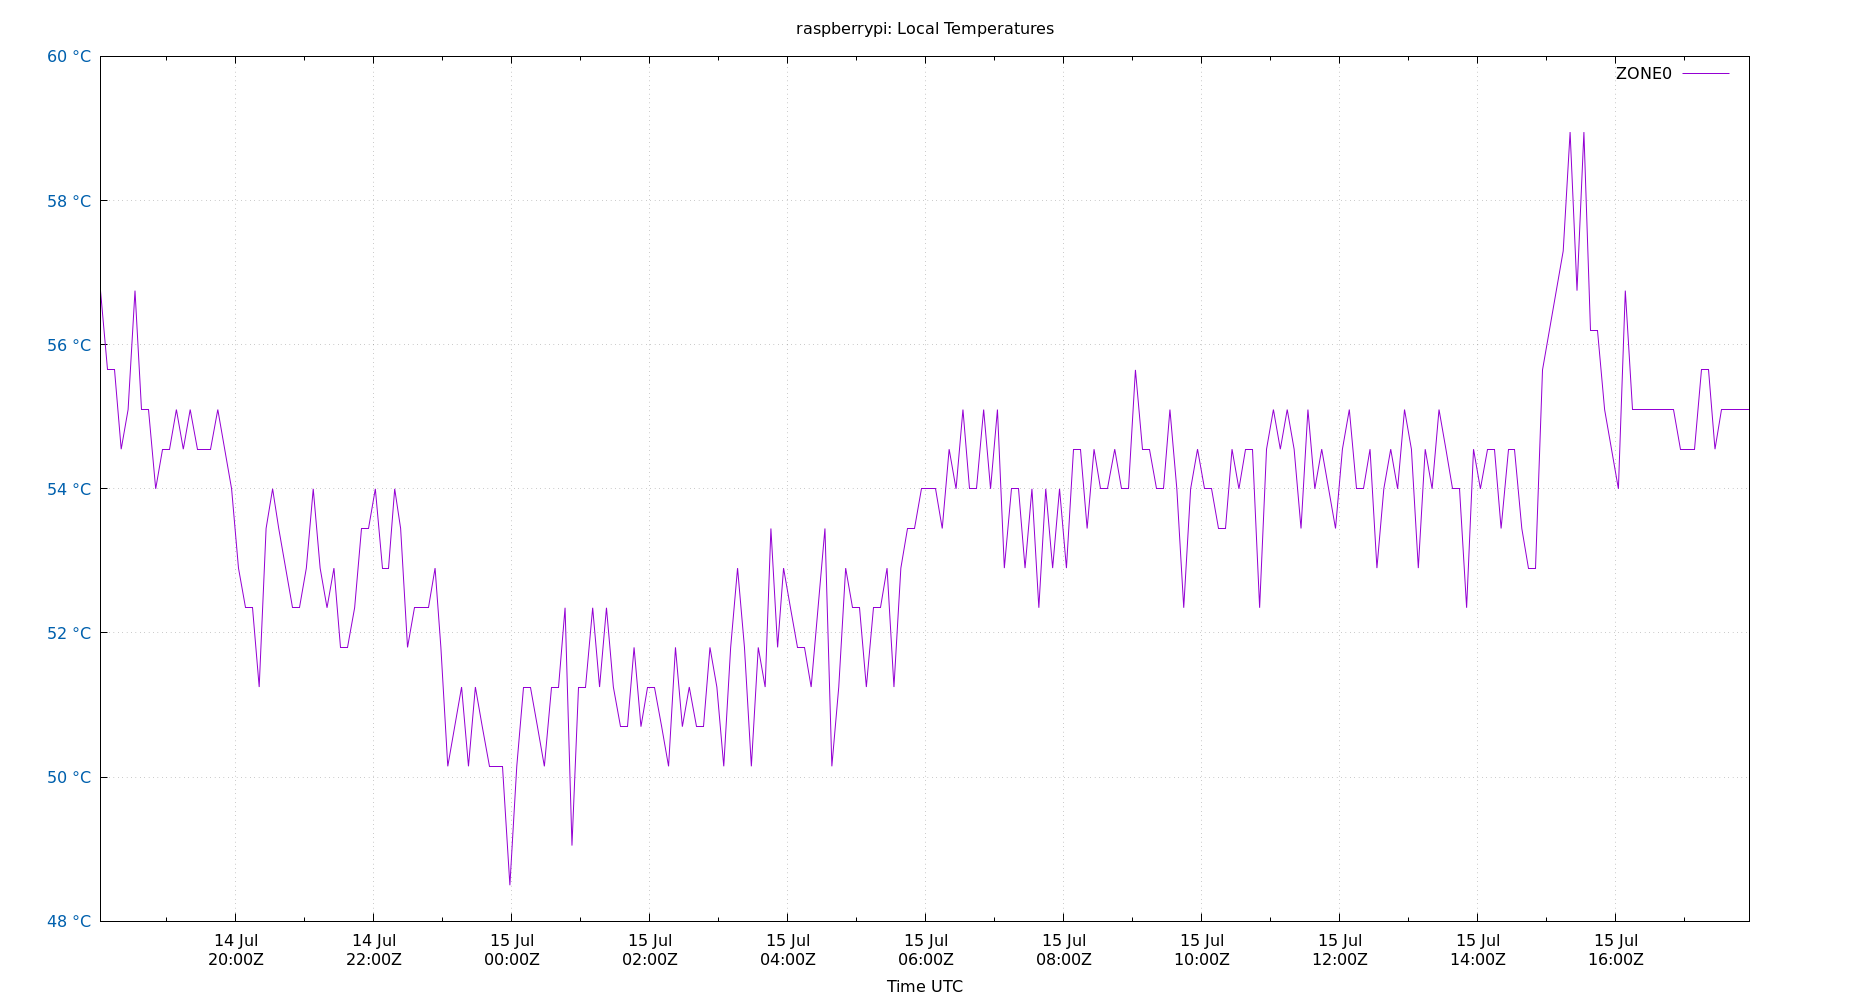 raspberrypi: Local Temperatures
60 °C
ZONE0
58 °C
56 °C
54 °C
52 °C
50 °C
48 °C
14 Jul 14 Jul 15 Jul 15 Jul 15 Jul 15 Jul 15 Jul 15 Jul 15 Jul 15 Jul 15 Jul
20:00Z 22:00Z 00:00Z 02:00Z 04:00Z 06:00Z 08:00Z 10:00Z 12:00Z 14:00Z 16:00Z
Time UTC